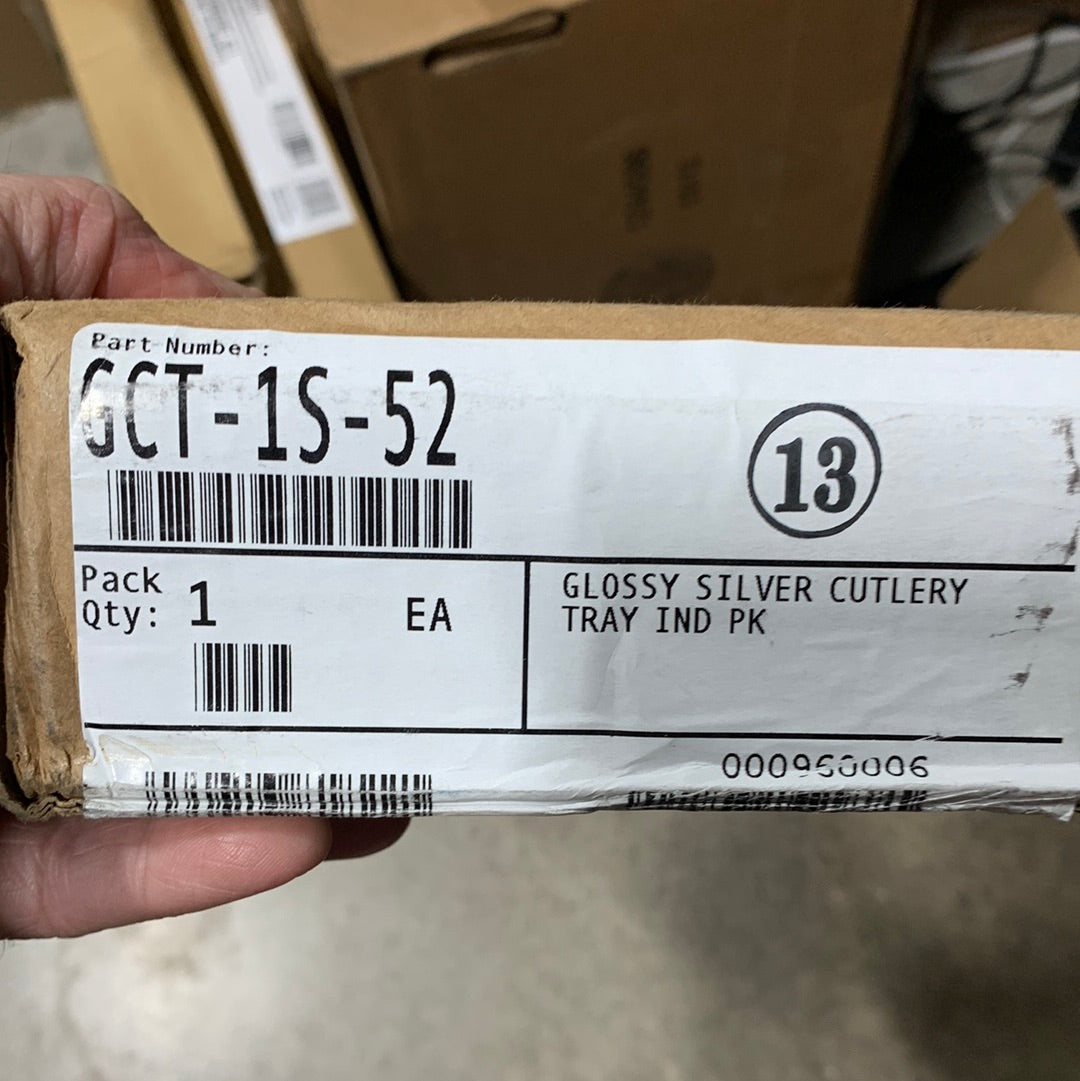 Part Number:
GCT-1S-52
13
Pack
Qty: 1 EA
GLOSSY SILVER CUTLERY
TRAY IND PK